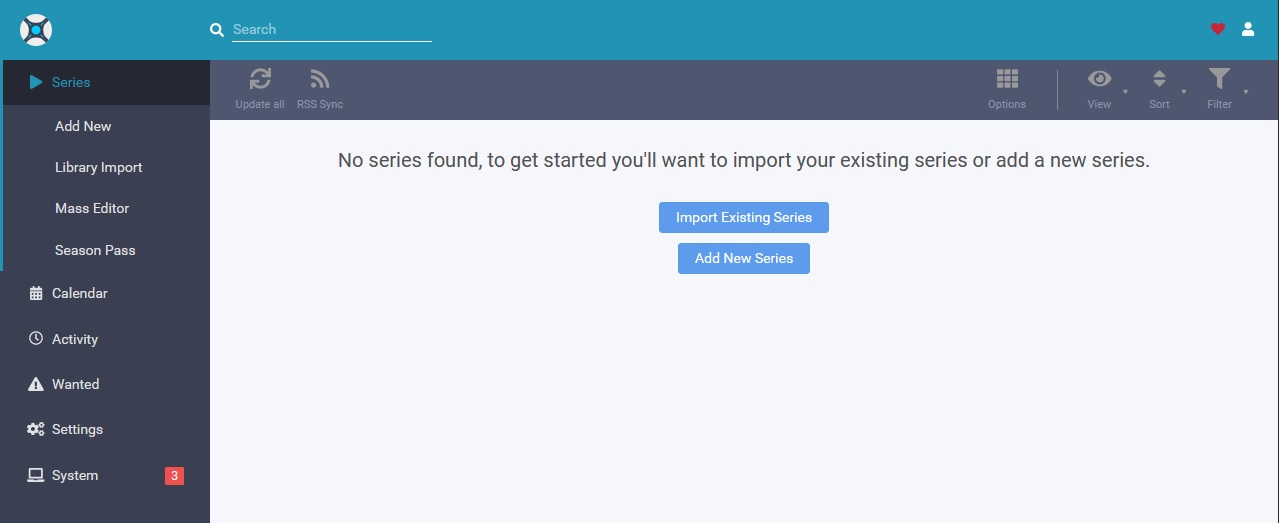 Search
Series
Add New
Library Import
Mass Editor
Season Pass
Calendar
Activity
Wanted
Settings
System 3
Update all RSS Sync Options View Sort Filter
No series found, to get started you'll want to import your existing series or add a new series.
Import Existing Series
Add New Series